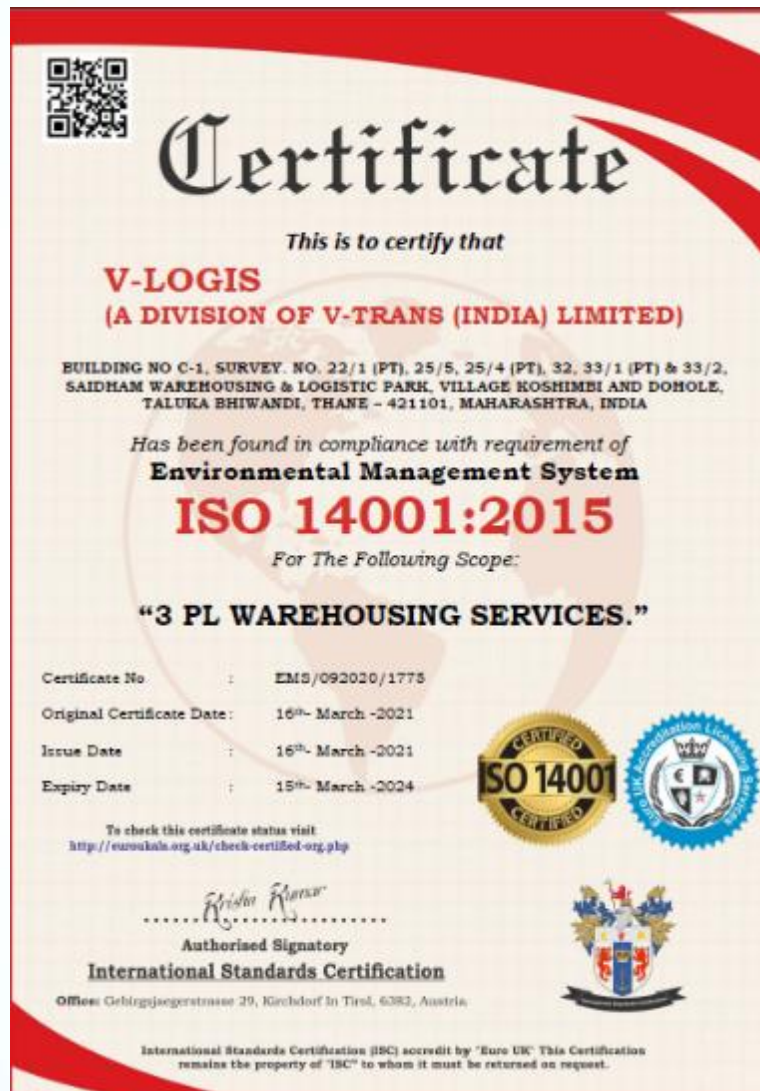 Certificate
This is to certify that
V-LOGIS
(A DIVISION OF V-TRANS (INDIA) LIMITED)
BUILDING NO C-1, SURVEY. NO. 22/1 (PT), 25/5, 25/4 (PT), 32, 33/1 (PT) & 33/2,
SAIDHAM WAREHOUSING & LOGISTIC PARK, VILLAGE KOSHIMBI AND DOHOLE,
TALUKA BHIWANDI, THANE – 421101, MAHARASHTRA, INDIA
Has been found in compliance with requirement of
Environmental Management System
ISO 14001:2015
For The Following Scope:
“3 PL WAREHOUSING SERVICES.”
Certificate No : EMS/092020/1775
Original Certificate Date: 16th- March -2021
Issue Date : 16th- March -2021
Expiry Date : 15th- March -2024
CERTIFIED
ISO 14001
CERTIFIED
Euro UK Accreditation Licensing Services
To check this certificate status visit
http://euroukals.org.uk/check-certified-org.php
Krishn Kumar
Authorised Signatory
International Standards Certification
Office: Gebirgsjaegerstrasse 29, Kirchdorf In Tirol, 6382, Austria
International Standards Certification (ISC) accredit by "Euro UK" This Certification
remains the property of "ISC" to whom it must be returned on request.